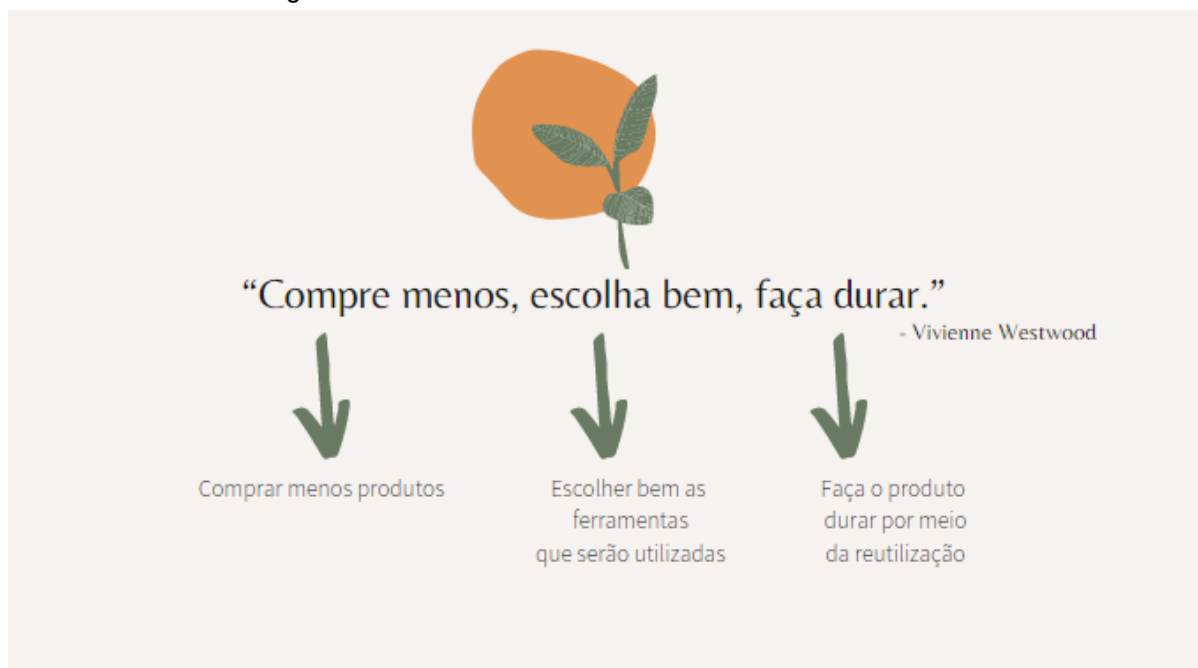 “Compre menos, escolha bem, faça durar.”
- Vivienne Westwood
Comprar menos produtos
Escolher bem as
ferramentas
que serão utilizadas
Faça o produto
durar por meio
da reutilização